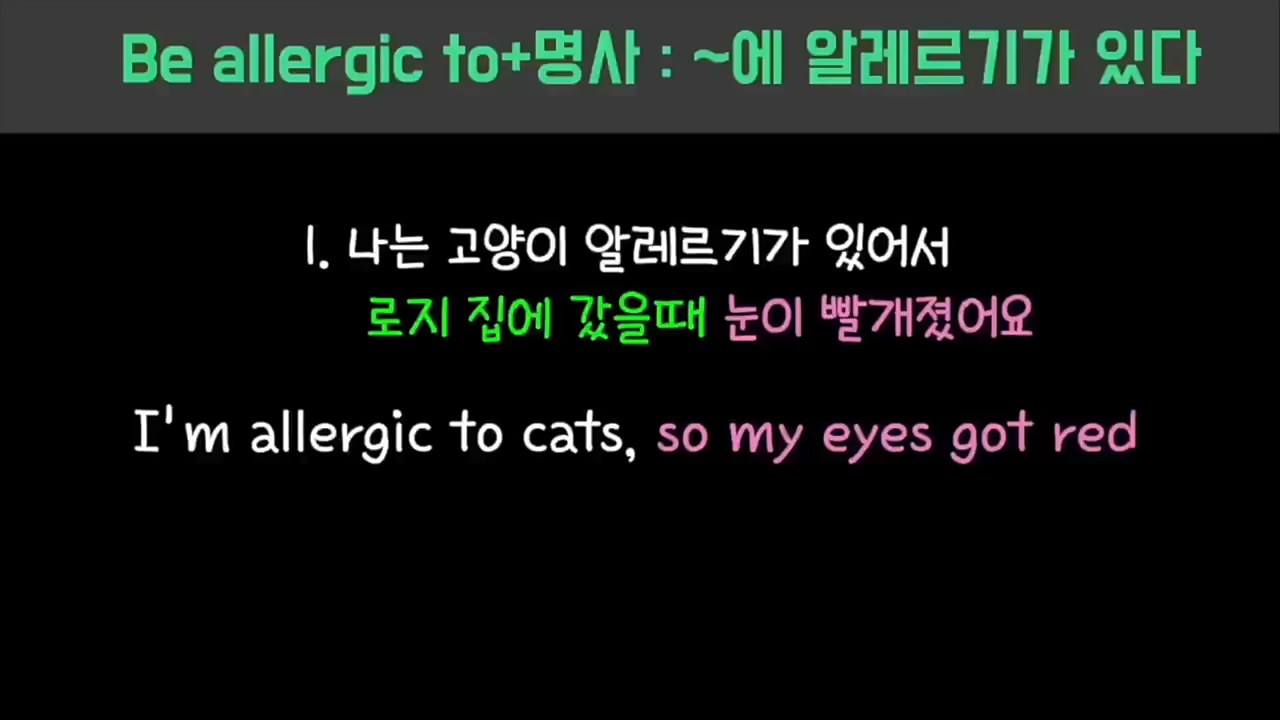 Be allergic to+명사 : ~에 알레르기가 있다
1. 나는 고양이 알레르기가 있어서
로지 집에 갔을때 눈이 빨개졌어요
I'm allergic to cats, so my eyes got red